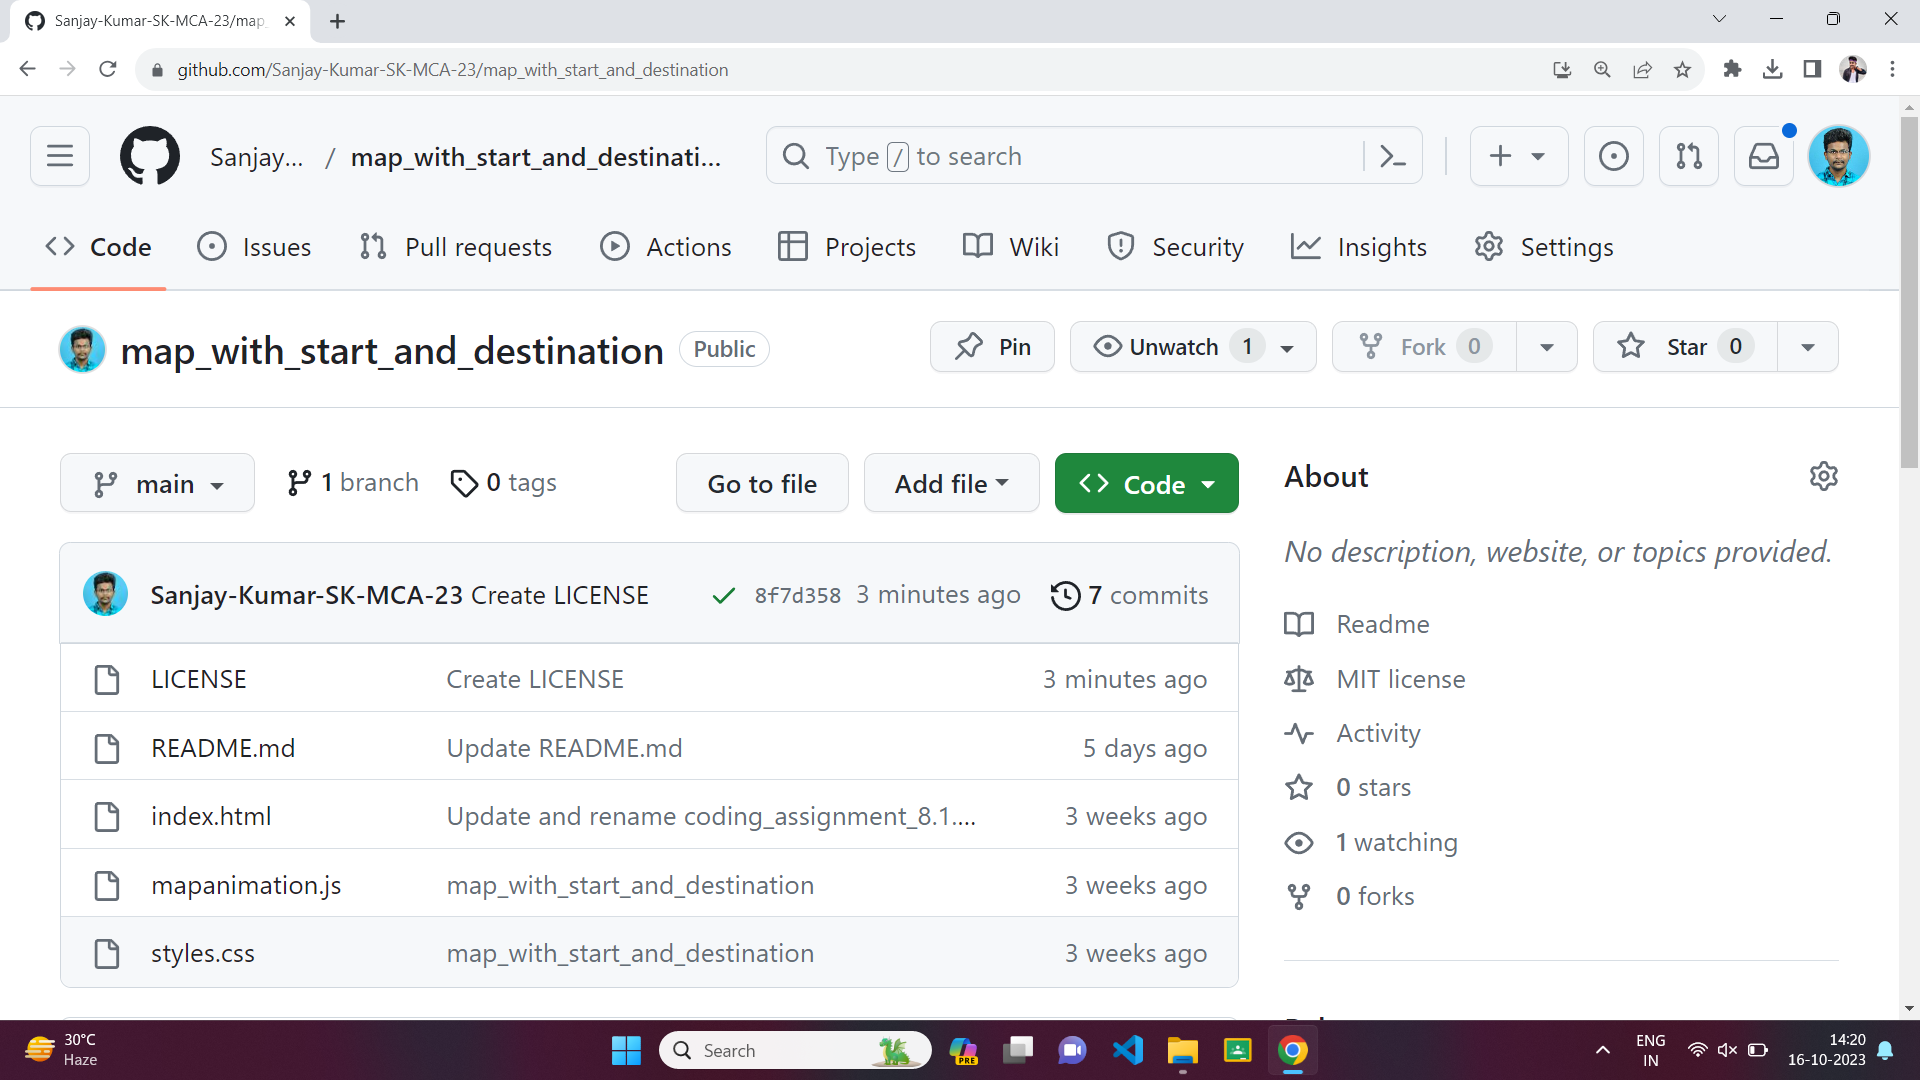 Sanjay-Kumar-SK-MCA-23/map_
github.com/Sanjay-Kumar-SK-MCA-23/map_with_start_and_destination
Sanjay... / map_with_start_and_destinati...
Type / to search
Code Issues Pull requests Actions Projects Wiki Security Insights Settings
map_with_start_and_destination Public Pin Unwatch 1 Fork 0 Star 0
main 1 branch 0 tags Go to file Add file Code
About
No description, website, or topics provided.
Sanjay-Kumar-SK-MCA-23 Create LICENSE 8f7d358 3 minutes ago 7 commits
LICENSE Create LICENSE 3 minutes ago
README.md Update README.md 5 days ago
index.html Update and rename coding_assignment_8.1.... 3 weeks ago
mapanimation.js map_with_start_and_destination 3 weeks ago
styles.css map_with_start_and_destination 3 weeks ago
Readme
MIT license
Activity
0 stars
1 watching
0 forks
30°C
Haze
Search
PRE
ENG
IN
14:20
16-10-2023